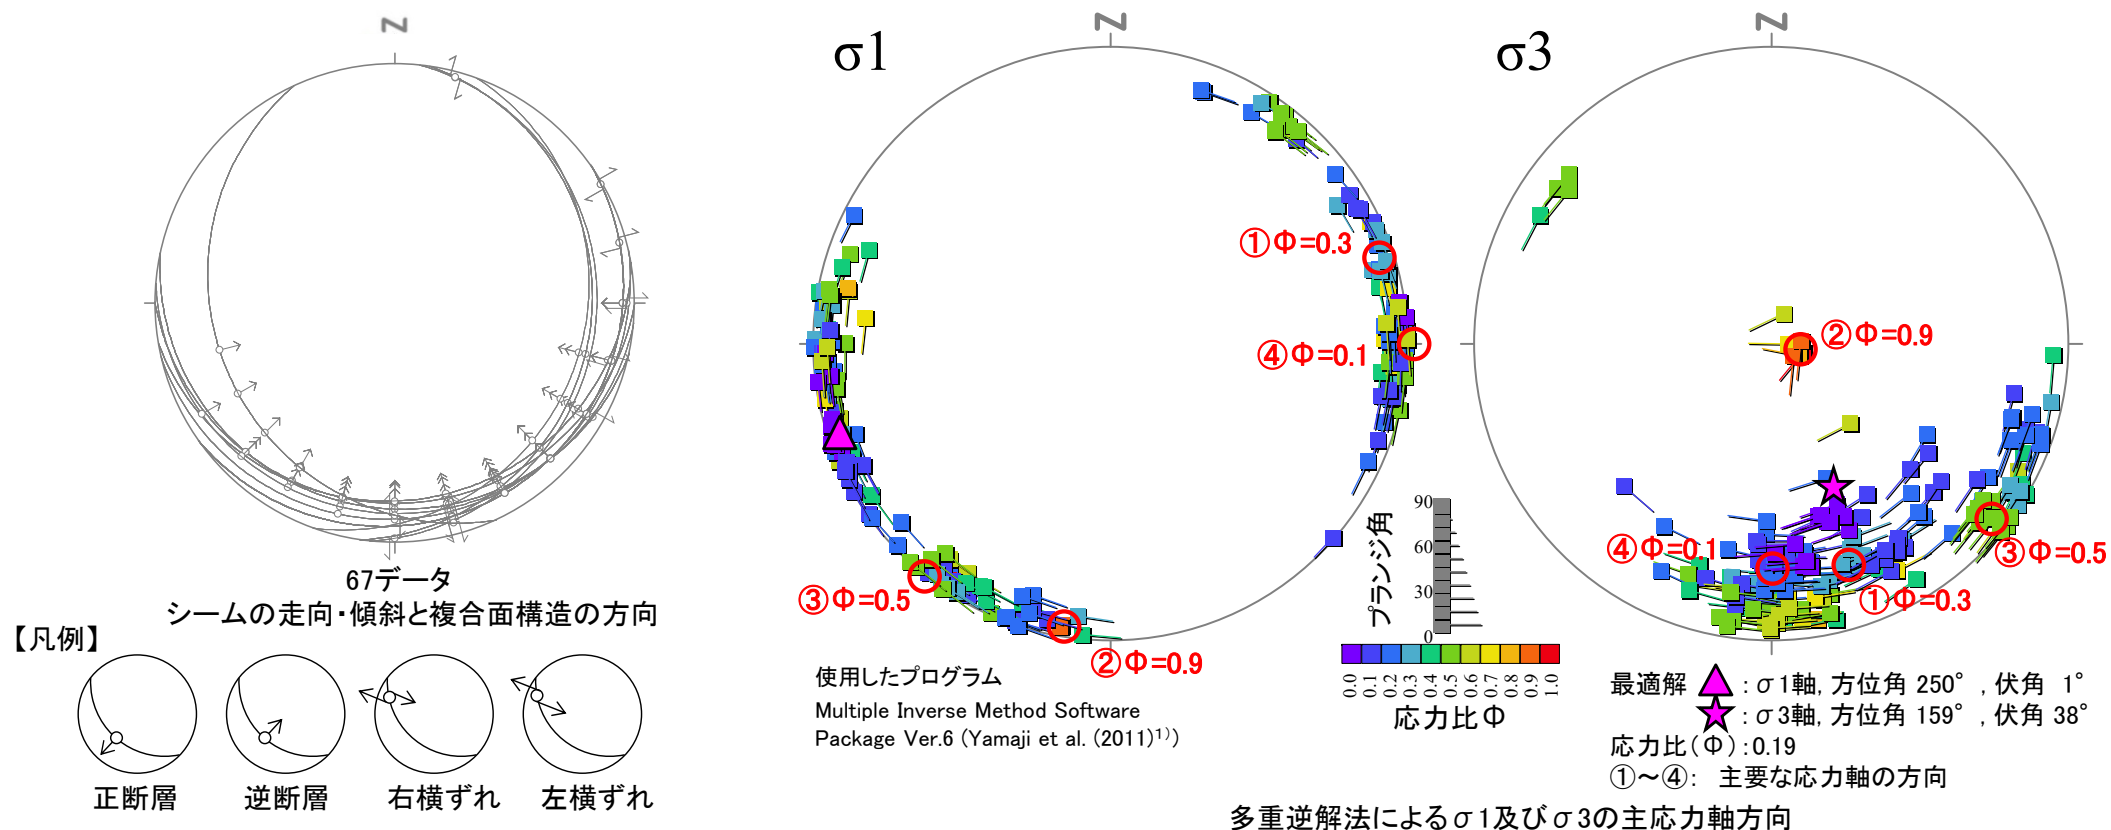 N
67データ
シームの走向・傾斜と複合面構造の方向
【凡例】
正断層
逆断層
右横ずれ
左横ずれ
N
σ1
①Φ=0.3
④Φ=0.1
③Φ=0.5
②Φ=0.9
使用したプログラム
Multiple Inverse Method Software
Package Ver.6 (Yamaji et al. (2011)1))
プランジ角
90
60
30
0
0.0
0.1
0.2
0.3
0.4
0.5
0.6
0.7
0.8
0.9
1.0
応力比Φ
N
σ3
②Φ=0.9
④Φ=0.1
③Φ=0.5
①Φ=0.3
最適解 :σ1軸, 方位角 250°, 伏角 1°
:σ3軸, 方位角 159°, 伏角 38°
応力比(Φ):0.19
①~④: 主要な応力軸の方向
多重逆解法によるσ1及びσ3の主応力軸方向